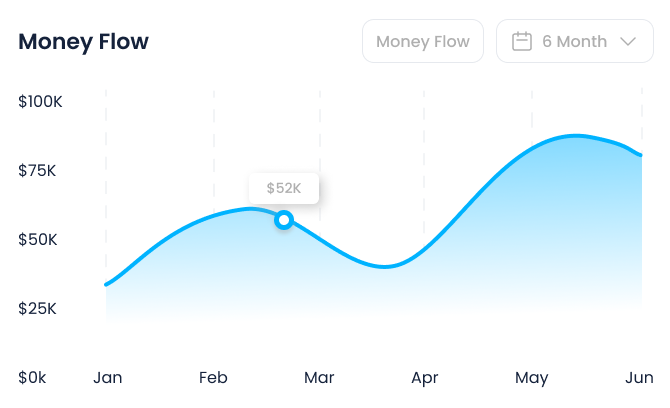 Money Flow
Money Flow
6 Month
$100K
$75K
$52K
$50K
$25K
$0k
Jan
Feb
Mar
Apr
May
Jun